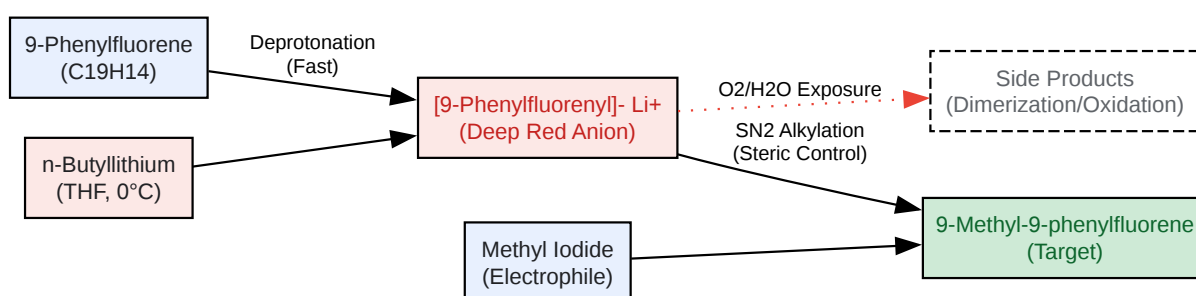 9-Phenylfluorene
(C19H14)
Deprotonation
(Fast)
n-Butyllithium
(THF, 0°C)
[9-Phenylfluorenyl]- Li+
(Deep Red Anion)
O2/H2O Exposure
Side Products
(Dimerization/Oxidation)
SN2 Alkylation
(Steric Control)
Methyl Iodide
(Electrophile)
9-Methyl-9-phenylfluorene
(Target)